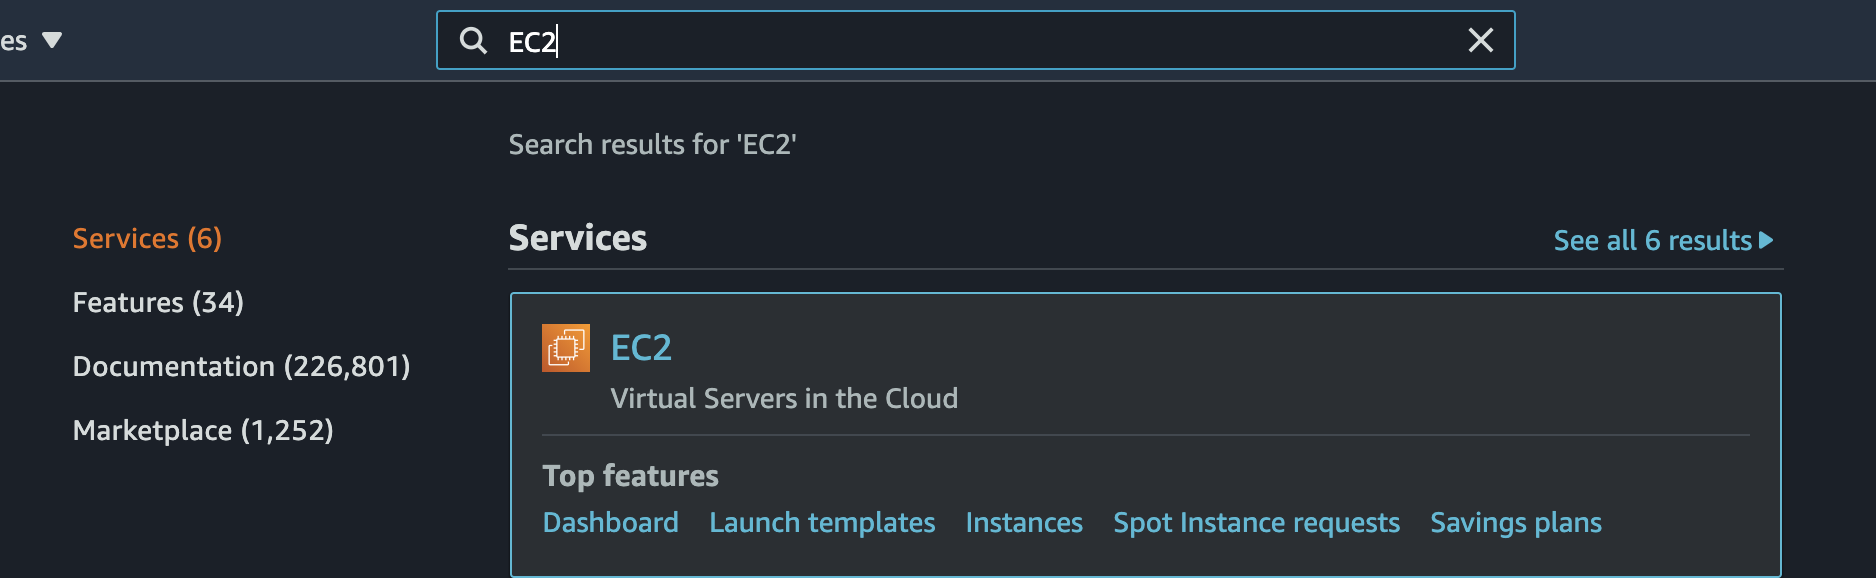 es
EC2
Search results for 'EC2'
Services (6)
Features (34)
Documentation (226,801)
Marketplace (1,252)
Services
See all 6 results
EC2
Virtual Servers in the Cloud
Top features
Dashboard Launch templates Instances Spot Instance requests Savings plans